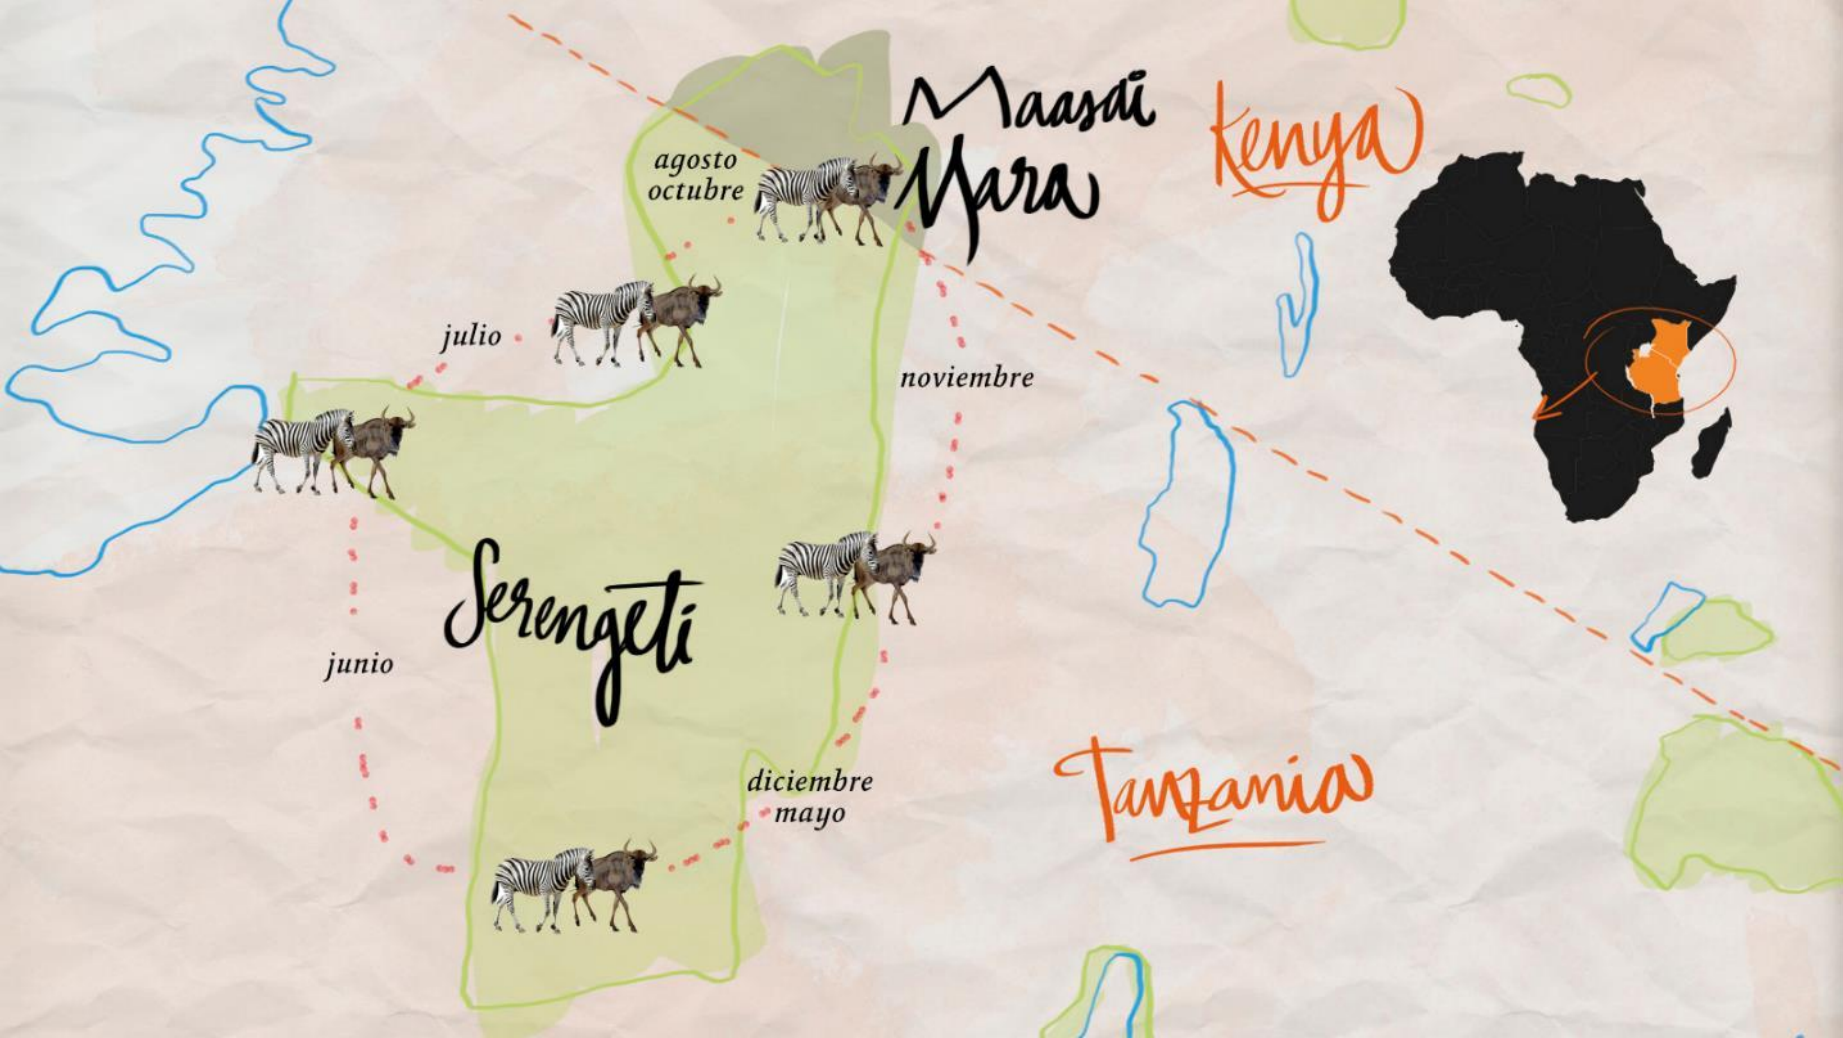 Maasai
Mara
Kenya
agosto
octubre
julio
noviembre
Serengeti
junio
diciembre
mayo
Tanzania